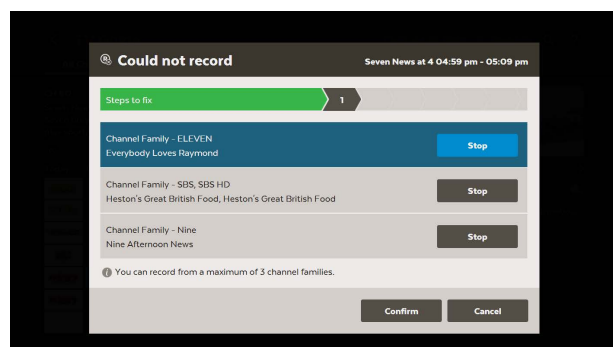 Could not record
Seven News at 4 04:59 pm - 05:09 pm
Steps to fix
1
Channel Family - ELEVEN
Everybody Loves Raymond
Stop
Channel Family - SBS, SBS HD
Heston's Great British Food, Heston's Great British Food
Stop
Channel Family - Nine
Nine Afternoon News
Stop
You can record from a maximum of 3 channel families.
Confirm
Cancel